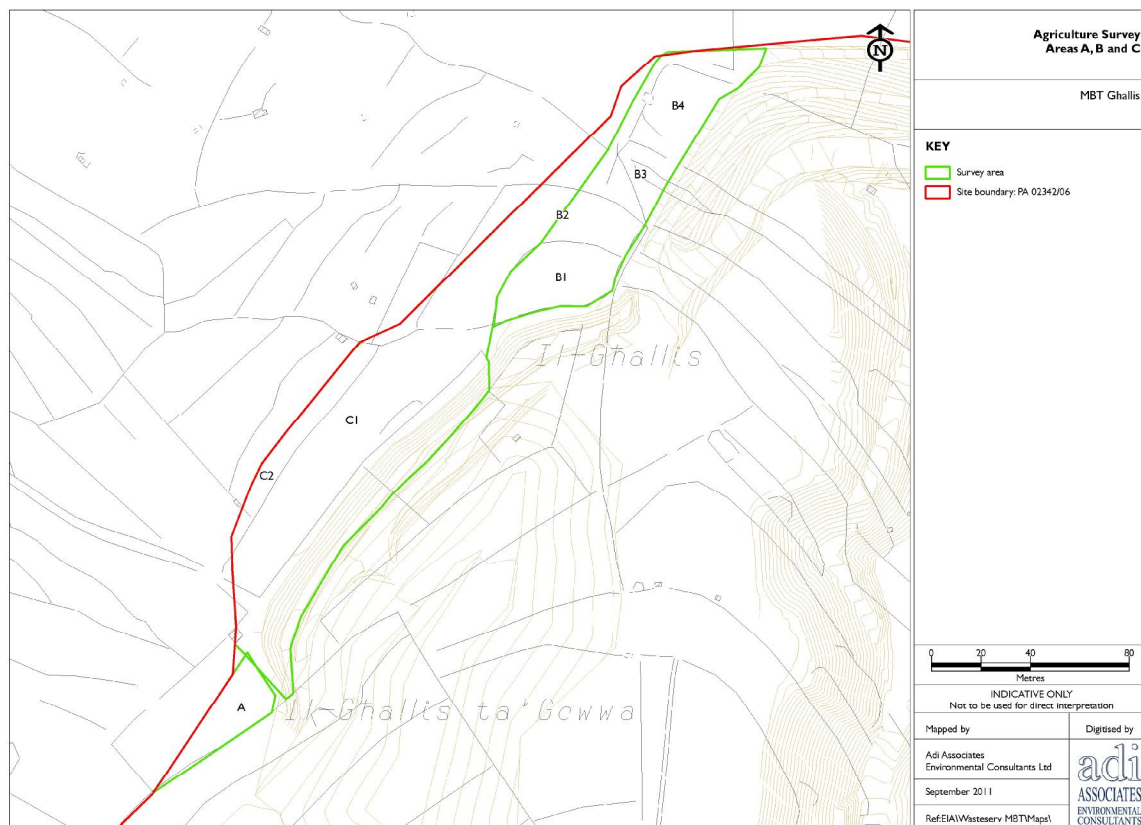 Agriculture Survey
Areas A, B and C
MBT Ghallis
KEY
Survey area
Site boundary: PA 02342/06
N
B4
B3
B2
B1
Il-Għallis
C1
C2
A
Il-Għallis ta' Ġewwa
0 20 40 80
Metres
INDICATIVE ONLY
Not to be used for direct interpretation
Mapped by
Digitised by
Adi Associates
Environmental Consultants Ltd
September 2011
Ref:EIA\Wasteserv MBT\Maps\
adi
ASSOCIATES
ENVIRONMENTAL
CONSULTANTS